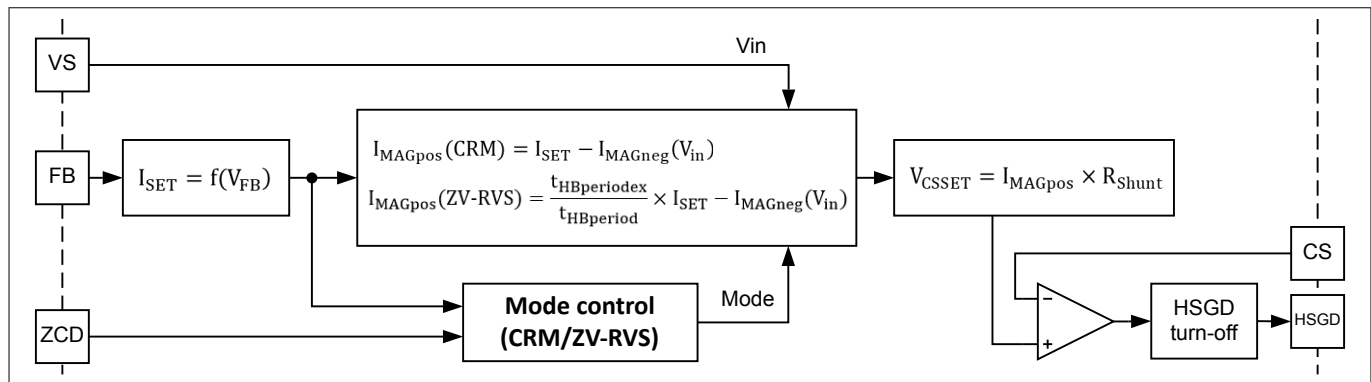 VS
Vin
FB
I_SET = f(V_FB)
I_MAGpos(CRM) = I_SET − I_MAGneg(V_in)
I_MAGpos(ZV-RVS) = t_HBperiodex / t_HBperiod × I_SET − I_MAGneg(V_in)
V_CSSET = I_MAGpos × R_Shunt
ZCD
Mode control
(CRM/ZV-RVS)
Mode
−
+
HSGD
turn-off
CS
HSGD